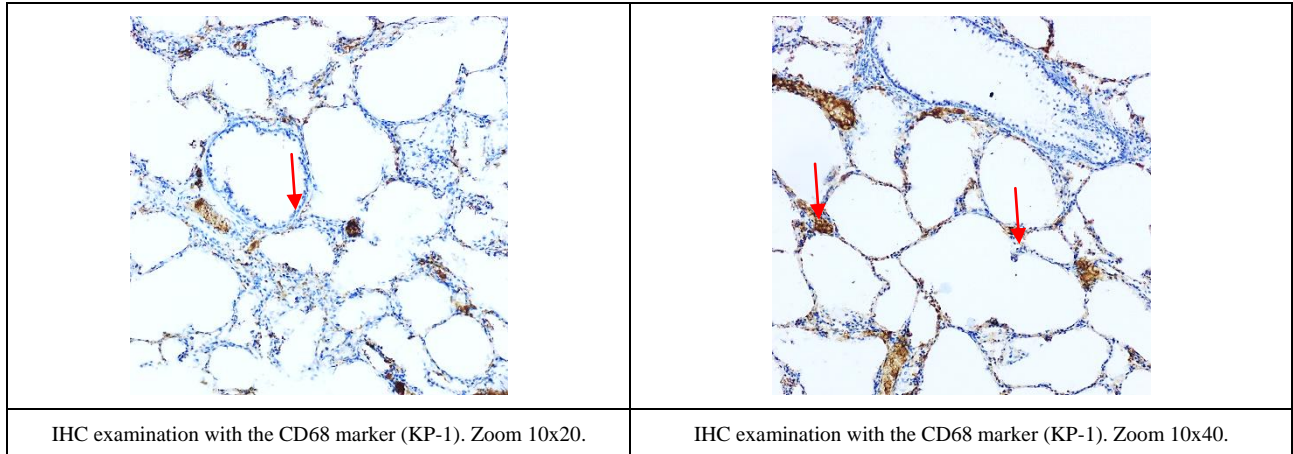 IHC examination with the CD68 marker (KP-1). Zoom 10x20.
IHC examination with the CD68 marker (KP-1). Zoom 10x40.